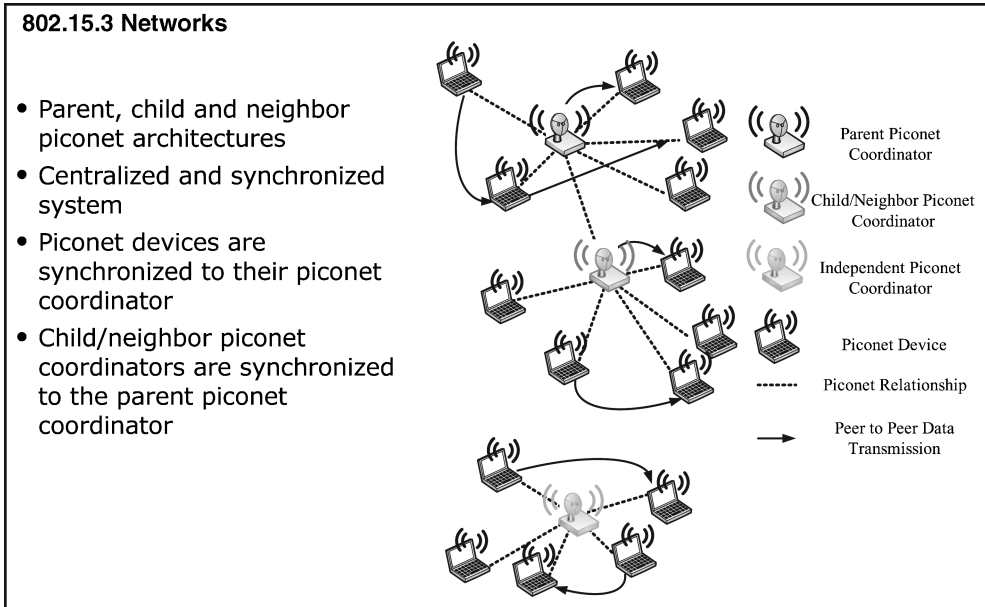 802.15.3 Networks
• Parent, child and neighbor
piconet architectures
• Centralized and synchronized
system
• Piconet devices are
synchronized to their piconet
coordinator
• Child/neighbor piconet
coordinators are synchronized
to the parent piconet
coordinator
Parent Piconet
Coordinator
Child/Neighbor Piconet
Coordinator
Independent Piconet
Coordinator
Piconet Device
Piconet Relationship
Peer to Peer Data
Transmission